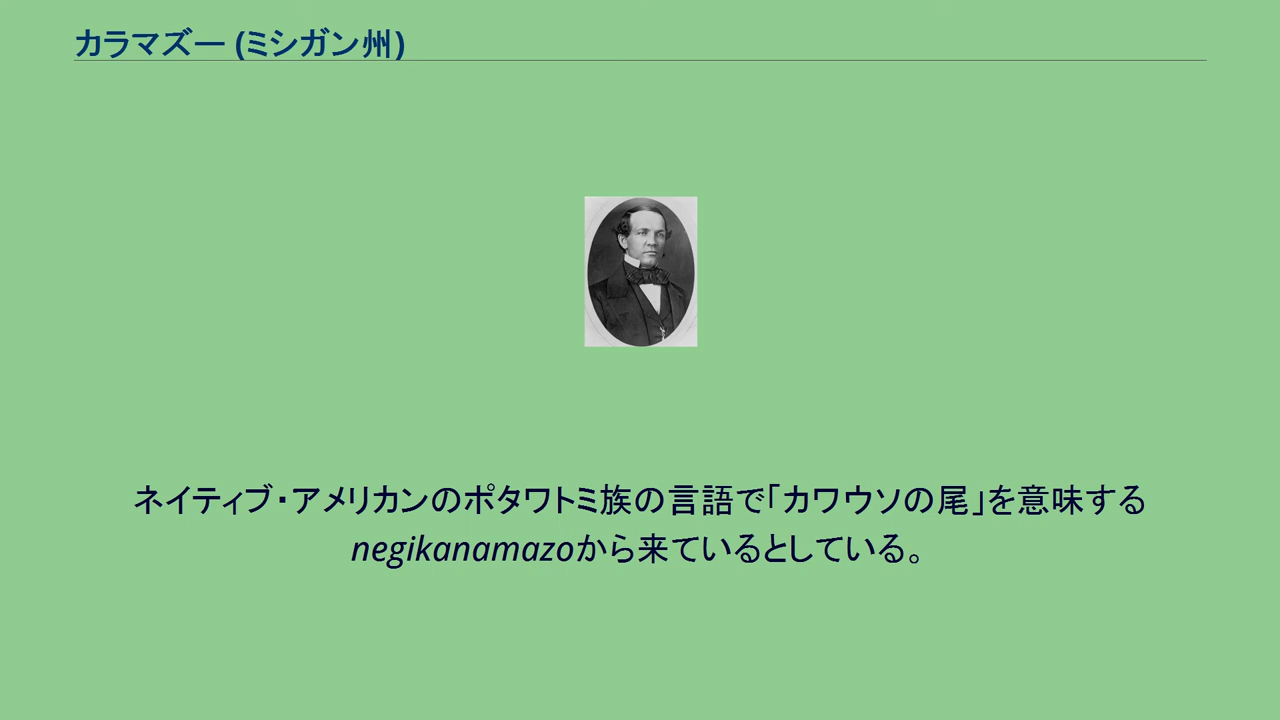 カラマズー (ミシガン州)
ネイティブ・アメリカンのポタワトミ族の言語で「カワウソの尾」を意味する
negikanamazoから来ているとしている。